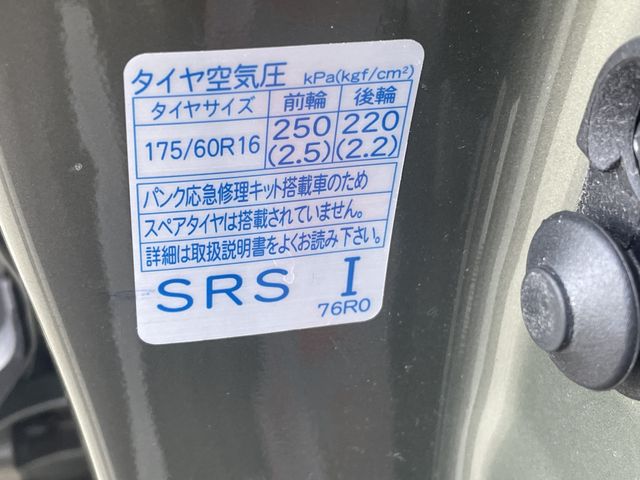 タイヤ空気圧 kPa(kgf/cm²)
タイヤサイズ 前輪 後輪
175/60R16 250 220
(2.5) (2.2)
パンク応急修理キット搭載車のため
スペアタイヤは搭載されていません。
詳細は取扱説明書をよくお読み下さい。
SRS I
76R0